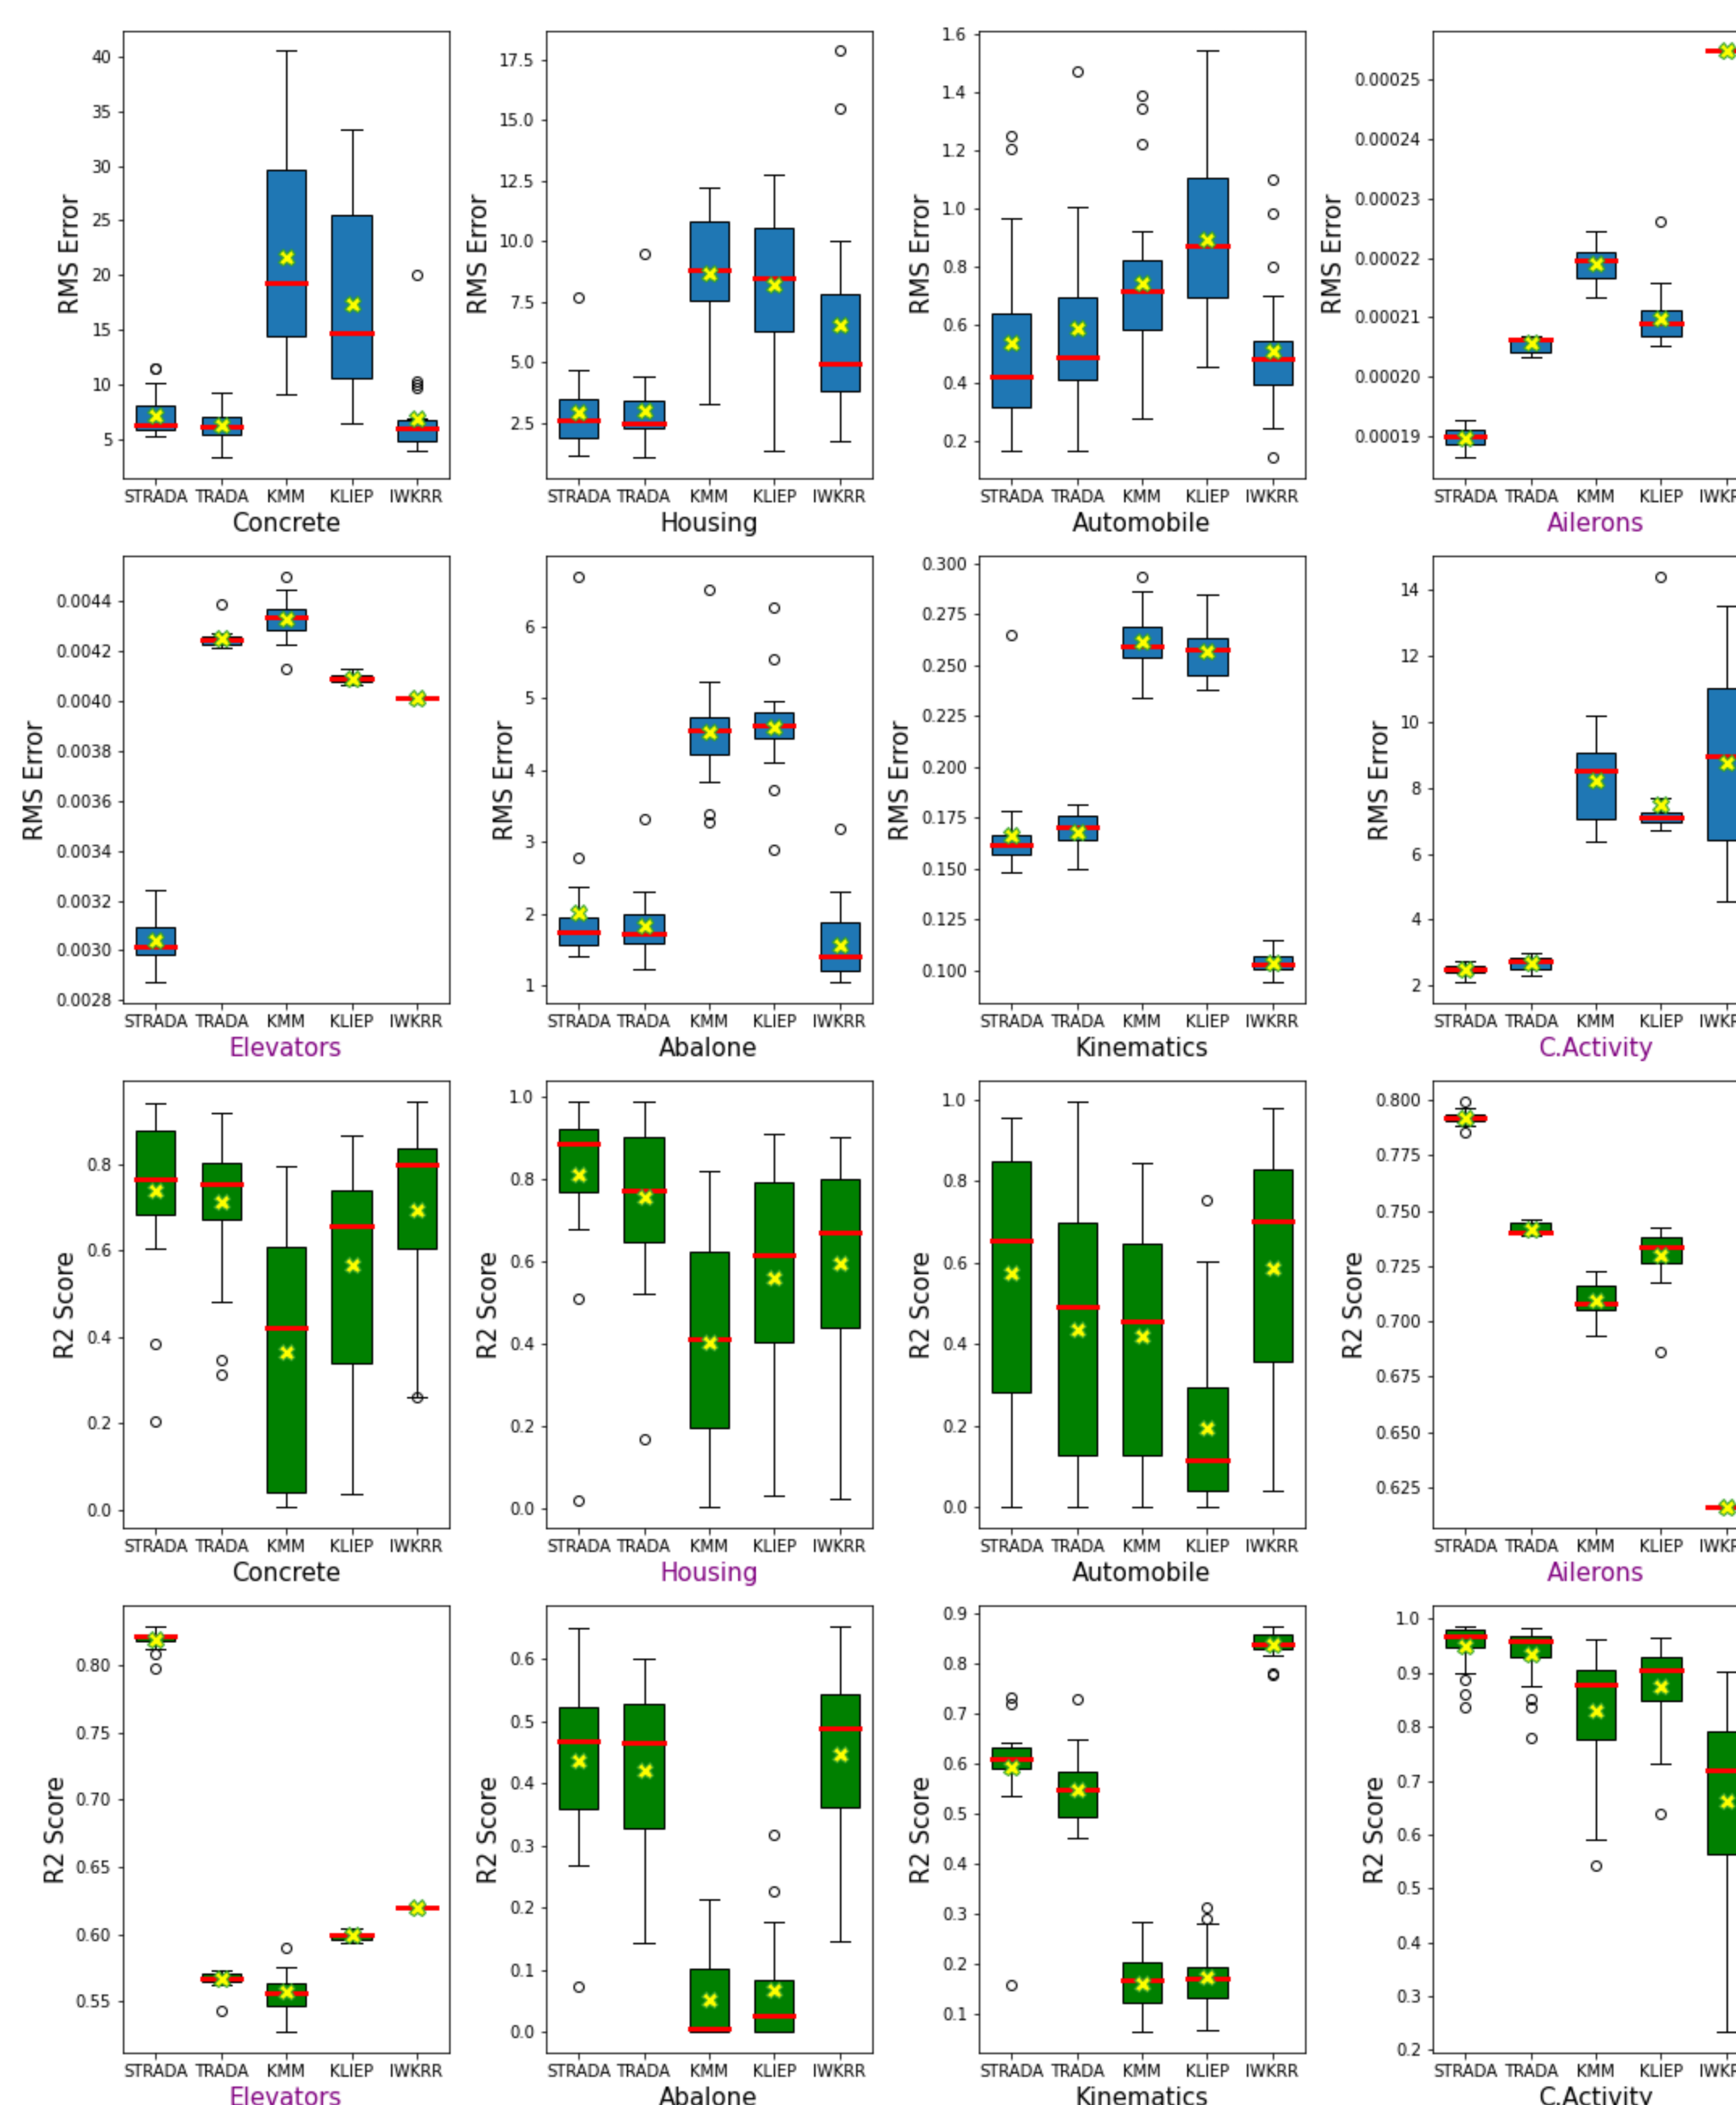 40
35
30
25
20
15
10
5
RMS Error
STRADA TRADA KMM KLIEP IWKRR
Concrete
17.5
15.0
12.5
10.0
7.5
5.0
2.5
RMS Error
STRADA TRADA KMM KLIEP IWKRR
Housing
1.6
1.4
1.2
1.0
0.8
0.6
0.4
0.2
RMS Error
STRADA TRADA KMM KLIEP IWKRR
Automobile
0.00025
0.00024
0.00023
0.00022
0.00021
0.00020
0.00019
RMS Error
STRADA TRADA KMM KLIEP
Ailerons
0.0044
0.0042
0.0040
0.0038
0.0036
0.0034
0.0032
0.0030
0.0028
RMS Error
STRADA TRADA KMM KLIEP IWKRR
Elevators
6
5
4
3
2
1
RMS Error
STRADA TRADA KMM KLIEP IWKRR
Abalone
0.300
0.275
0.250
0.225
0.200
0.175
0.150
0.125
0.100
RMS Error
STRADA TRADA KMM KLIEP IWKRR
Kinematics
14
12
10
8
6
4
2
RMS Error
STRADA TRADA KMM KLIEP
C.Activity
0.8
0.6
0.4
0.2
0.0
R2 Score
STRADA TRADA KMM KLIEP IWKRR
Concrete
1.0
0.8
0.6
0.4
0.2
0.0
R2 Score
STRADA TRADA KMM KLIEP IWKRR
Housing
1.0
0.8
0.6
0.4
0.2
0.0
R2 Score
STRADA TRADA KMM KLIEP IWKRR
Automobile
0.800
0.775
0.750
0.725
0.700
0.675
0.650
0.625
R2 Score
STRADA TRADA KMM KLIEP
Ailerons
0.80
0.75
0.70
0.65
0.60
0.55
R2 Score
STRADA TRADA KMM KLIEP IWKRR
Elevators
0.6
0.5
0.4
0.3
0.2
0.1
0.0
R2 Score
STRADA TRADA KMM KLIEP IWKRR
Abalone
0.9
0.8
0.7
0.6
0.5
0.4
0.3
0.2
0.1
R2 Score
STRADA TRADA KMM KLIEP IWKRR
Kinematics
1.0
0.9
0.8
0.7
0.6
0.5
0.4
0.3
0.2
R2 Score
STRADA TRADA KMM KLIEP
C.Activity